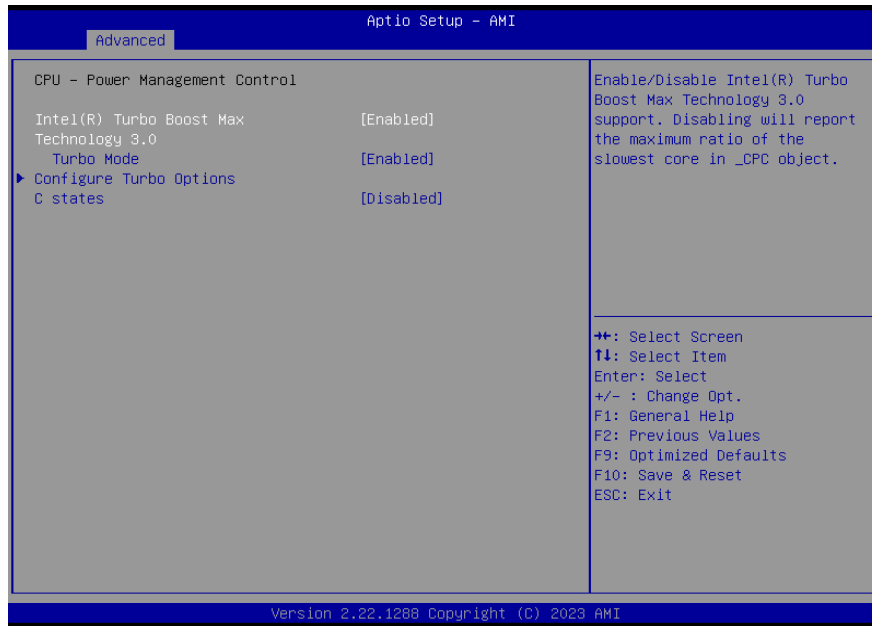 Aptio Setup – AMI
Advanced
CPU – Power Management Control
Intel(R) Turbo Boost Max [Enabled]
Technology 3.0
Turbo Mode [Enabled]
Configure Turbo Options
C states [Disabled]
Enable/Disable Intel(R) Turbo
Boost Max Technology 3.0
support. Disabling will report
the maximum ratio of the
slowest core in _CPC object.
→←: Select Screen
↑↓: Select Item
Enter: Select
+/- : Change Opt.
F1: General Help
F2: Previous Values
F9: Optimized Defaults
F10: Save & Reset
ESC: Exit
Version 2.22.1288 Copyright (C) 2023 AMI